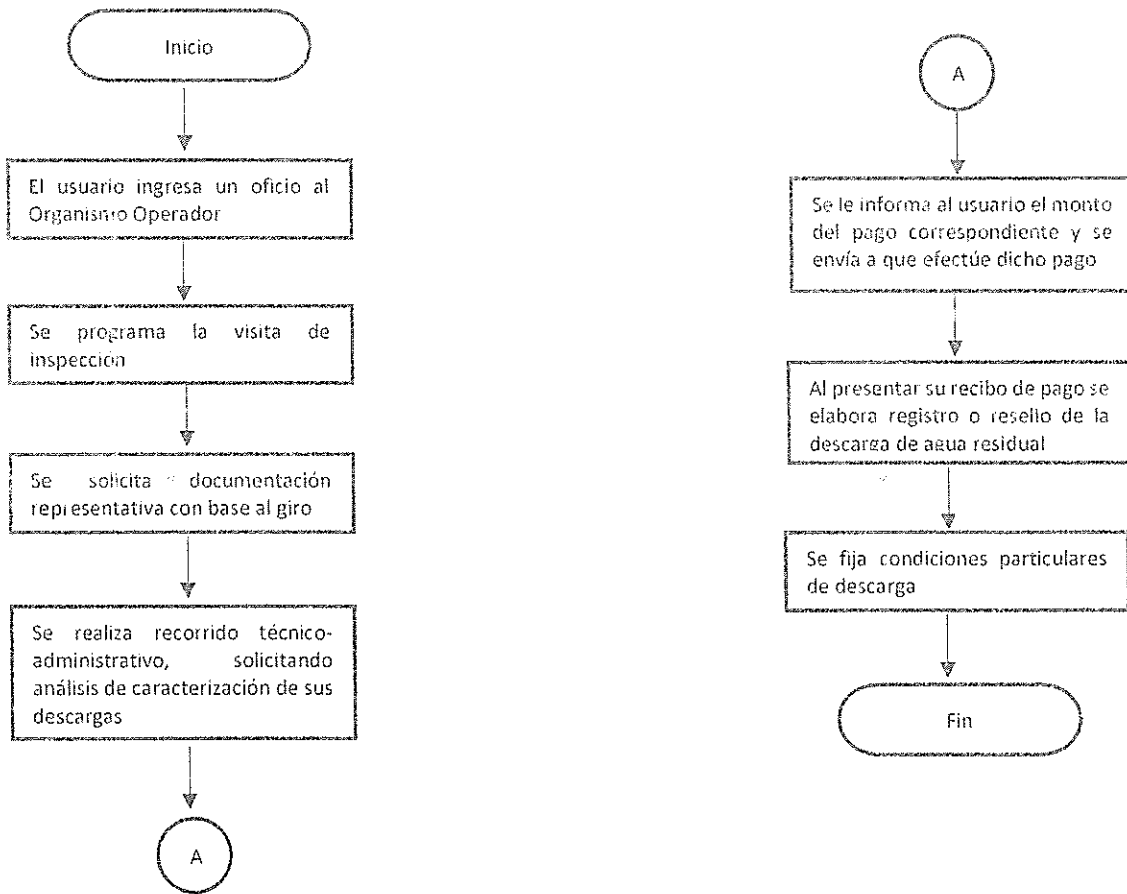 Inicio
El usuario ingresa un oficio al
Organismo Operador
Se programa la visita de
inspección
Se solicita documentación
representativa con base al giro
Se realiza recorrido técnico-
administrativo, solicitando
análisis de caracterización de sus
descargas
A
A
Se le informa al usuario el monto
del pago correspondiente y se
envía a que efectúe dicho pago
Al presentar su recibo de pago se
elabora registro o resello de la
descarga de agua residual
Se fija condiciones particulares
de descarga
Fin